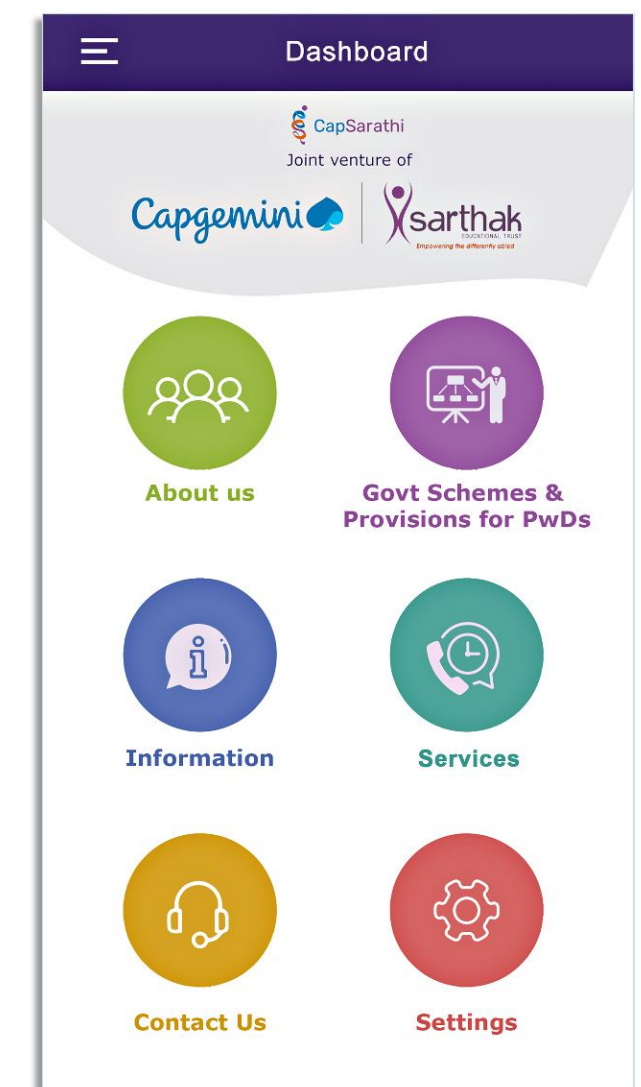 Dashboard
CapSarathi
Joint venture of
Capgemini
sarthak
EDUCATIONAL TRUST
Empowering the differently abled
About us
Govt Schemes &
Provisions for PwDs
Information
Services
Contact Us
Settings